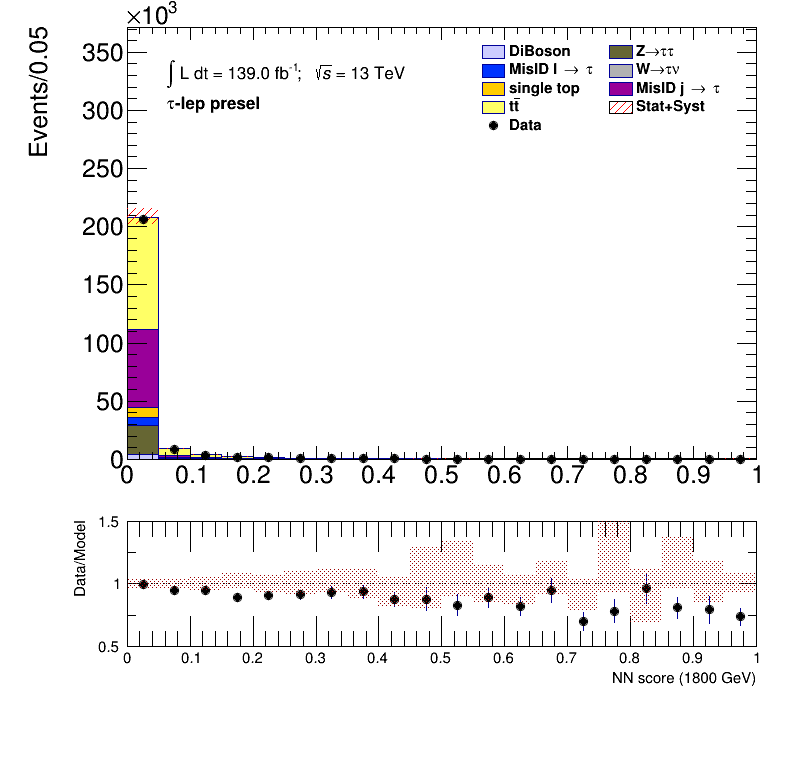 ×10³
Events/0.05
350
300
250
200
150
100
50
0
∫ L dt = 139.0 fb⁻¹; √s = 13 TeV
τ-lep presel
DiBoson
MisID l → τ
single top
tt̄
Data
Z→ττ
W→τν
MisID j → τ
Stat+Syst
0 0.1 0.2 0.3 0.4 0.5 0.6 0.7 0.8 0.9 1
Data/Model
1.5
1
0.5
0 0.1 0.2 0.3 0.4 0.5 0.6 0.7 0.8 0.9 1
NN score (1800 GeV)